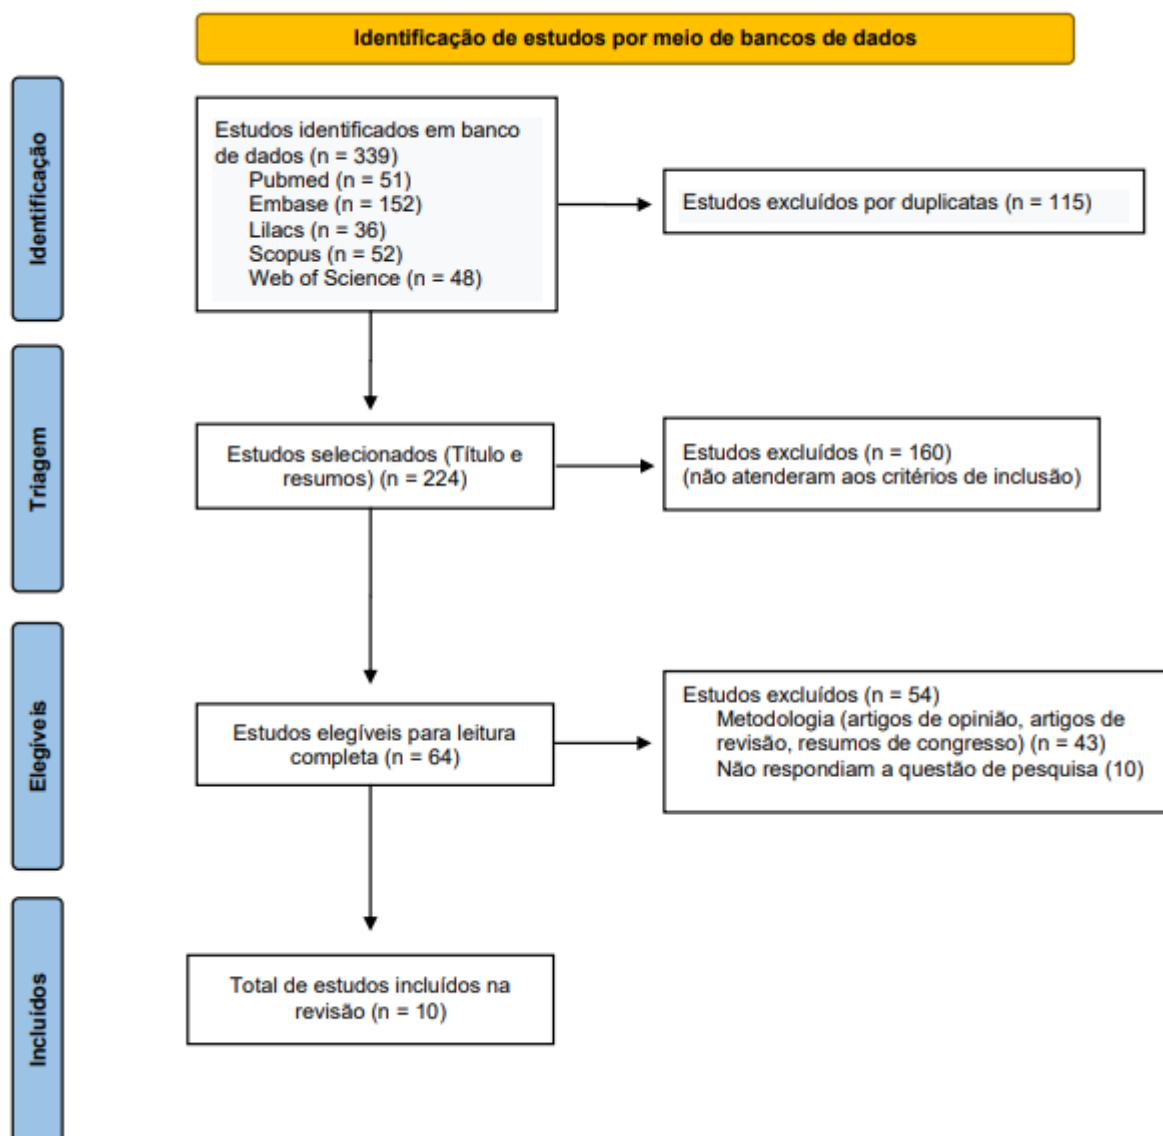 Identificação de estudos por meio de bancos de dados
Identificação
Estudos identificados em banco
de dados (n = 339)
Pubmed (n = 51)
Embase (n = 152)
Lilacs (n = 36)
Scopus (n = 52)
Web of Science (n = 48)
Estudos excluídos por duplicatas (n = 115)
Triagem
Estudos selecionados (Título e
resumos) (n = 224)
Estudos excluídos (n = 160)
(não atenderam aos critérios de inclusão)
Elegíveis
Estudos elegíveis para leitura
completa (n = 64)
Estudos excluídos (n = 54)
Metodologia (artigos de opinião, artigos de
revisão, resumos de congresso) (n = 43)
Não respondiam a questão de pesquisa (10)
Incluídos
Total de estudos incluídos na
revisão (n = 10)